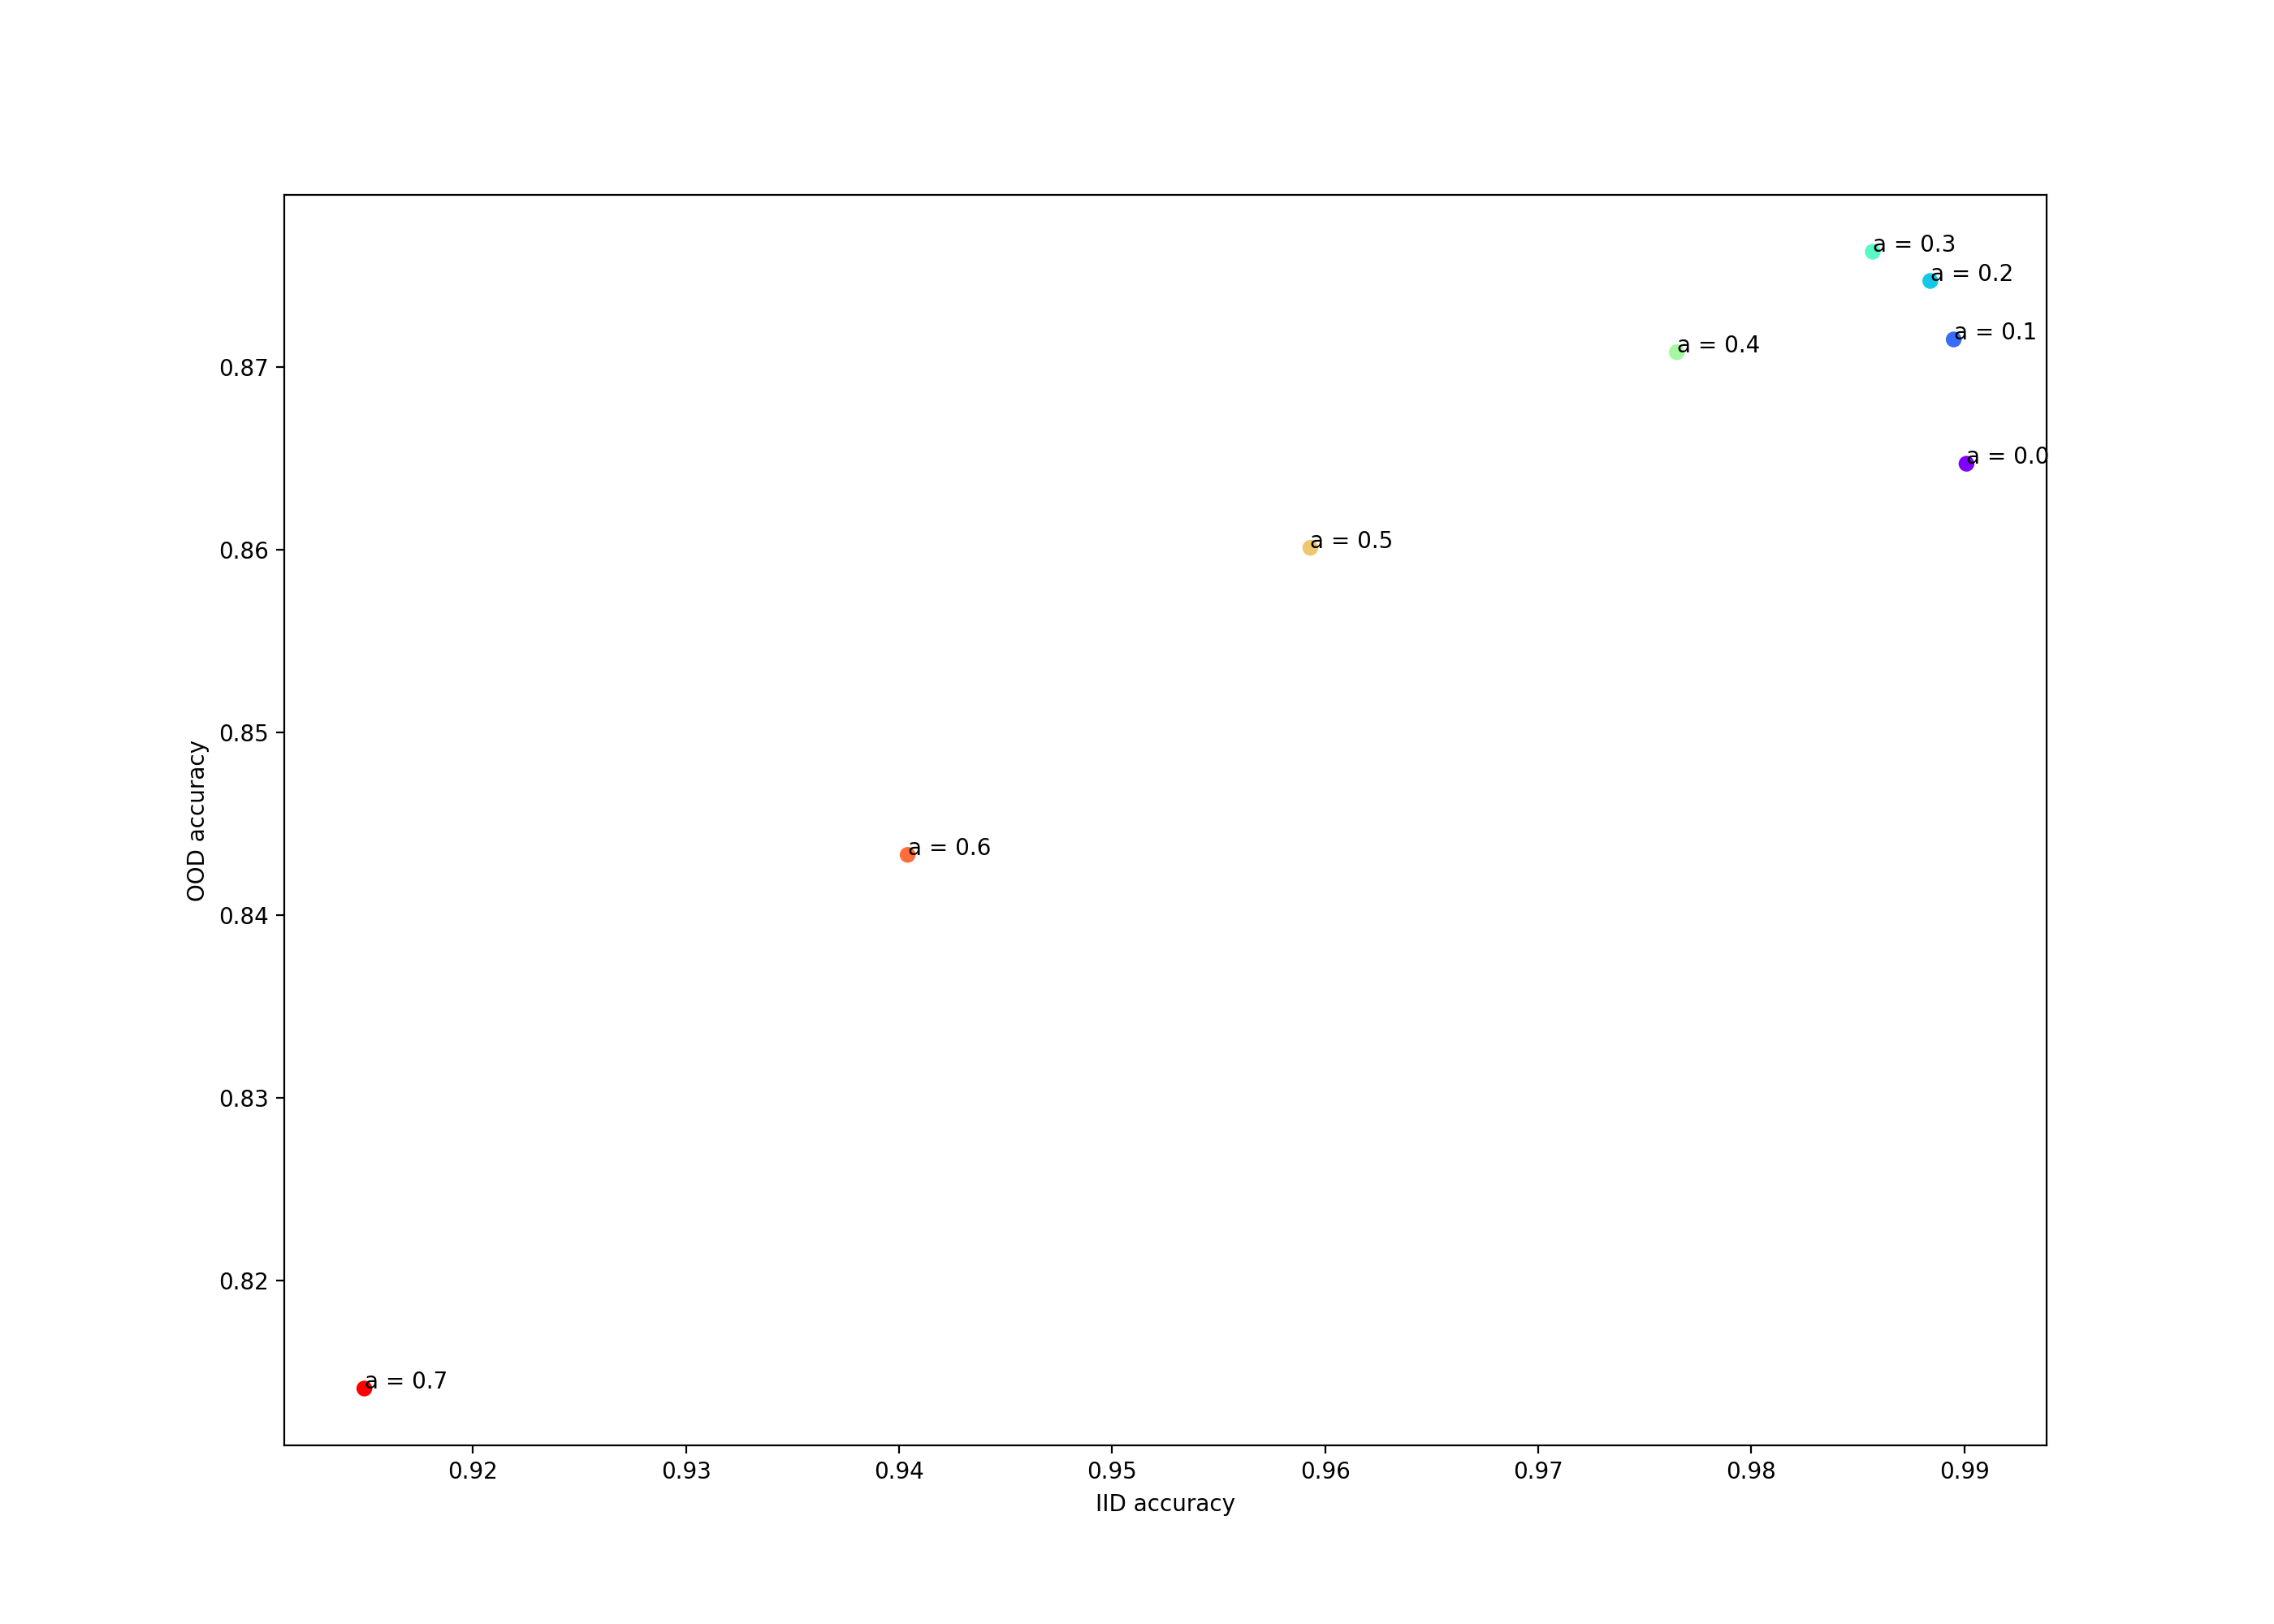 a = 0.3
a = 0.2
a = 0.1
a = 0.4
a = 0.0
a = 0.5
a = 0.6
a = 0.7
0.87
0.86
0.85
0.84
0.83
0.82
OOD accuracy
0.92 0.93 0.94 0.95 0.96 0.97 0.98 0.99
IID accuracy